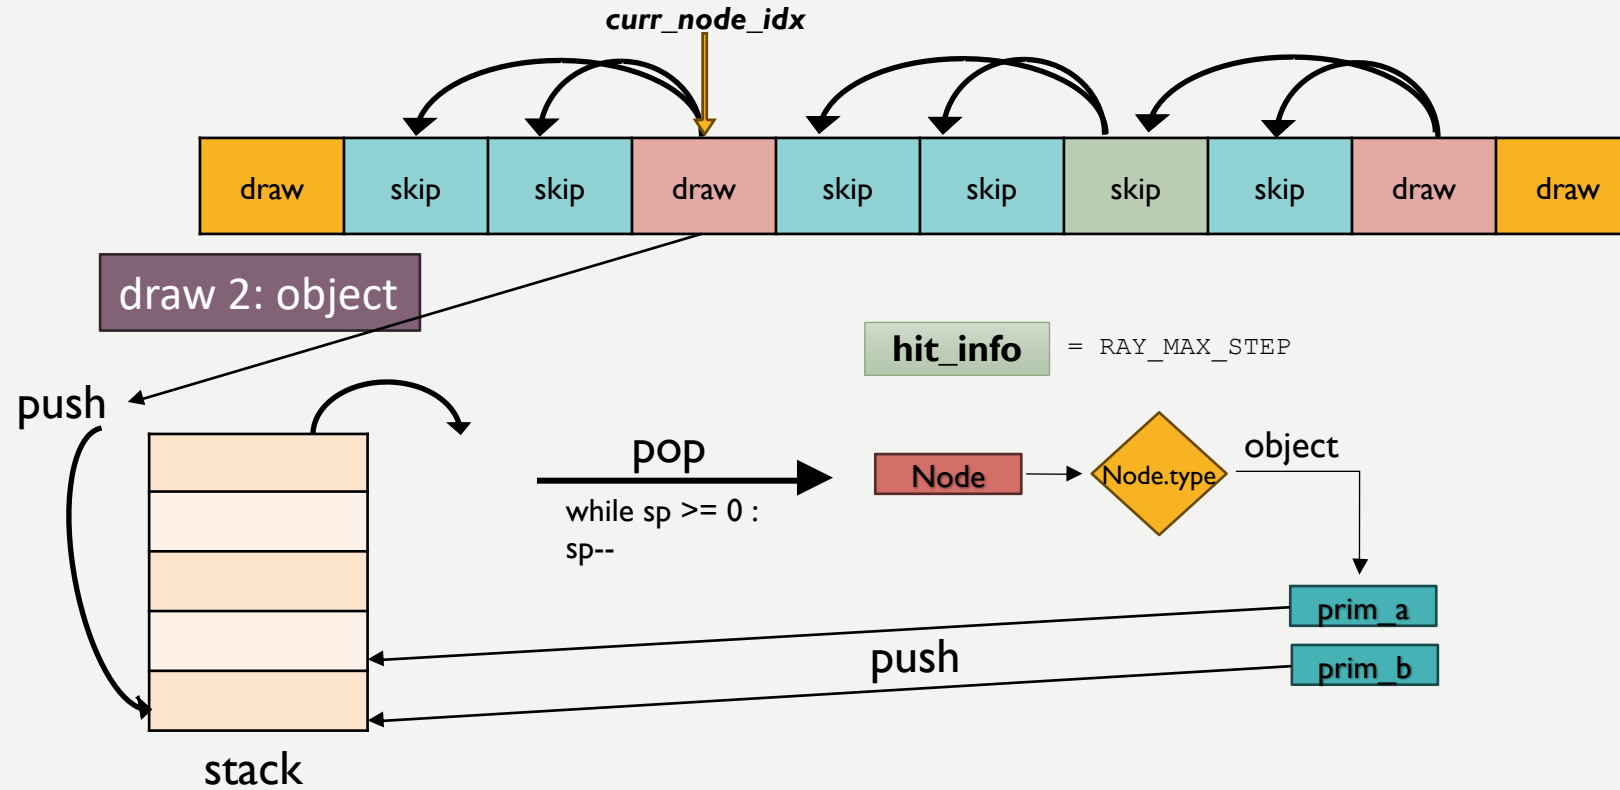 curr_node_idx
draw skip skip draw skip skip skip skip draw draw
draw 2: object
hit_info = RAY_MAX_STEP
push
pop
while sp >= 0 :
sp--
Node
Node.type
object
prim_a
push
prim_b
stack